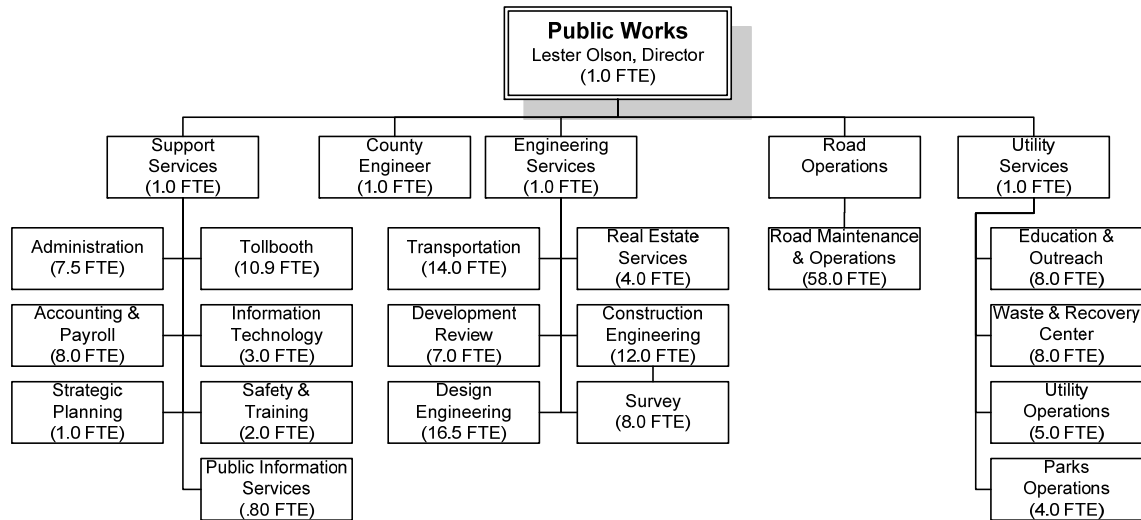 Public Works
Lester Olson, Director
(1.0 FTE)
Support
Services
(1.0 FTE)
County
Engineer
(1.0 FTE)
Engineering
Services
(1.0 FTE)
Road
Operations
Utility
Services
(1.0 FTE)
Administration
(7.5 FTE)
Tollbooth
(10.9 FTE)
Accounting &
Payroll
(8.0 FTE)
Information
Technology
(3.0 FTE)
Strategic
Planning
(1.0 FTE)
Safety &
Training
(2.0 FTE)
Public Information
Services
(.80 FTE)
Transportation
(14.0 FTE)
Real Estate
Services
(4.0 FTE)
Development
Review
(7.0 FTE)
Construction
Engineering
(12.0 FTE)
Design
Engineering
(16.5 FTE)
Survey
(8.0 FTE)
Road Maintenance
& Operations
(58.0 FTE)
Education &
Outreach
(8.0 FTE)
Waste & Recovery
Center
(8.0 FTE)
Utility
Operations
(5.0 FTE)
Parks
Operations
(4.0 FTE)